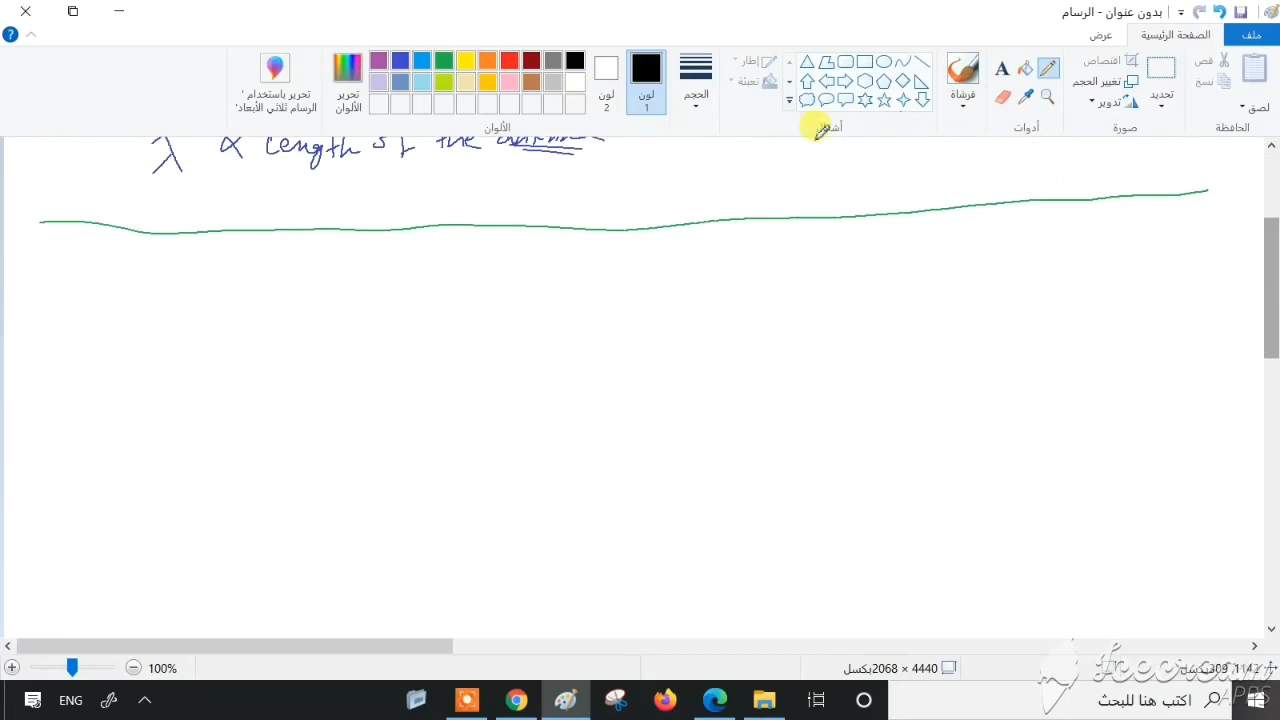 بدون عنوان - الرسام
ملف الصفحة الرئيسية عرض
لصق
قص
نسخ
الحافظة
تحديد
اقتصاص
تغيير الحجم
تدوير
صورة
أدوات
فرشاة
أشكال
إطار
تعبئة
الحجم
لون 1
لون 2
الألوان
تحرير الألوان
تحرير باستخدام الرسام ثلاثي الأبعاد
λ ∝ Length of the
100%
4440 × 2068بكسل
ENG
اكتب هنا للبحث
APPS